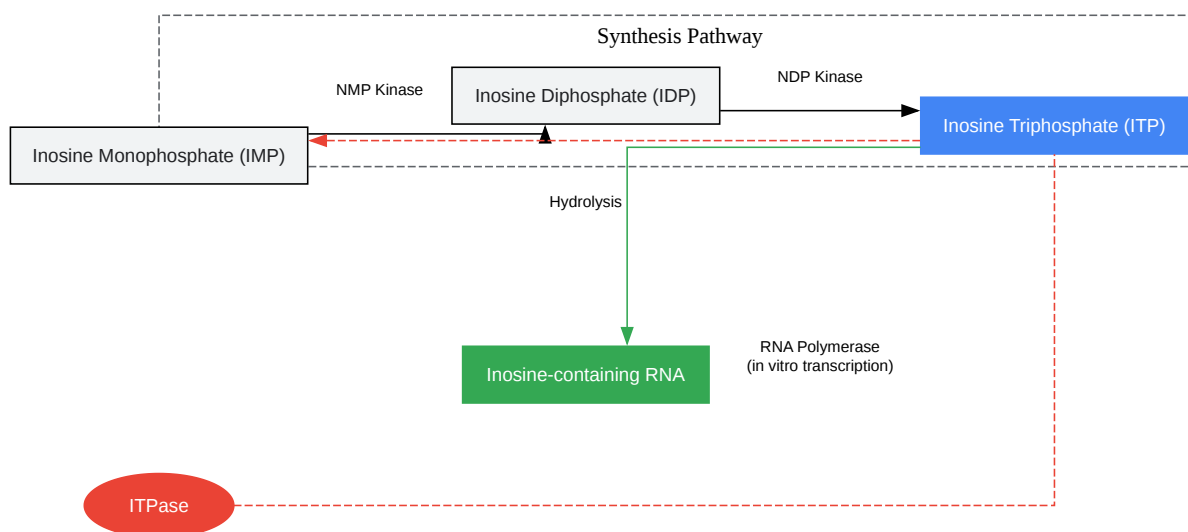 Synthesis Pathway
NMP Kinase
Inosine Diphosphate (IDP)
NDP Kinase
Inosine Triphosphate (ITP)
Inosine Monophosphate (IMP)
Hydrolysis
RNA Polymerase
(in vitro transcription)
Inosine-containing RNA
ITPase